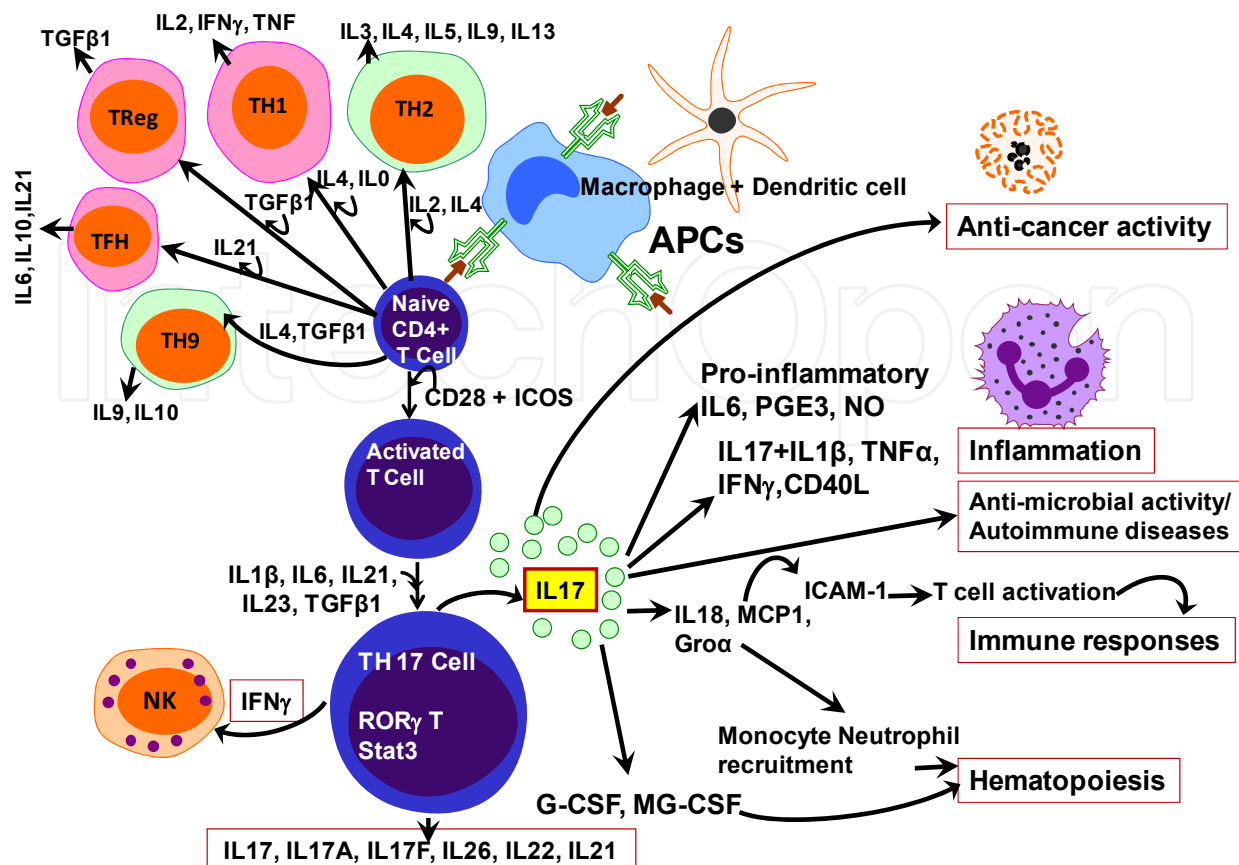 IL2, IFNγ, TNF
IL3, IL4, IL5, IL9, IL13
TGFβ1
TReg
TH1
TH2
IL6, IL10, IL21
TFH
TGFβ1
IL4, IL0
IL2, IL4
IL21
Macrophage + Dendritic cell
APCs
Anti-cancer activity
TH9
IL4,TGFβ1
Naive
CD4+
T Cell
IL9, IL10
CD28 + ICOS
IntechOpen
Pro-inflammatory
IL6, PGE3, NO
IL17+IL1β, TNFα,
IFNγ,CD40L
Inflammation
Anti-microbial activity/
Autoimmune diseases
Activated
T Cell
IL1β, IL6, IL21,
IL23, TGFβ1
IL17
IL18, MCP1,
Groα
ICAM-1
T cell activation
Immune responses
TH 17 Cell
RORγ T
Stat3
NK
IFNγ
Monocyte Neutrophil
recruitment
Hematopoiesis
G-CSF, MG-CSF
IL17, IL17A, IL17F, IL26, IL22, IL21